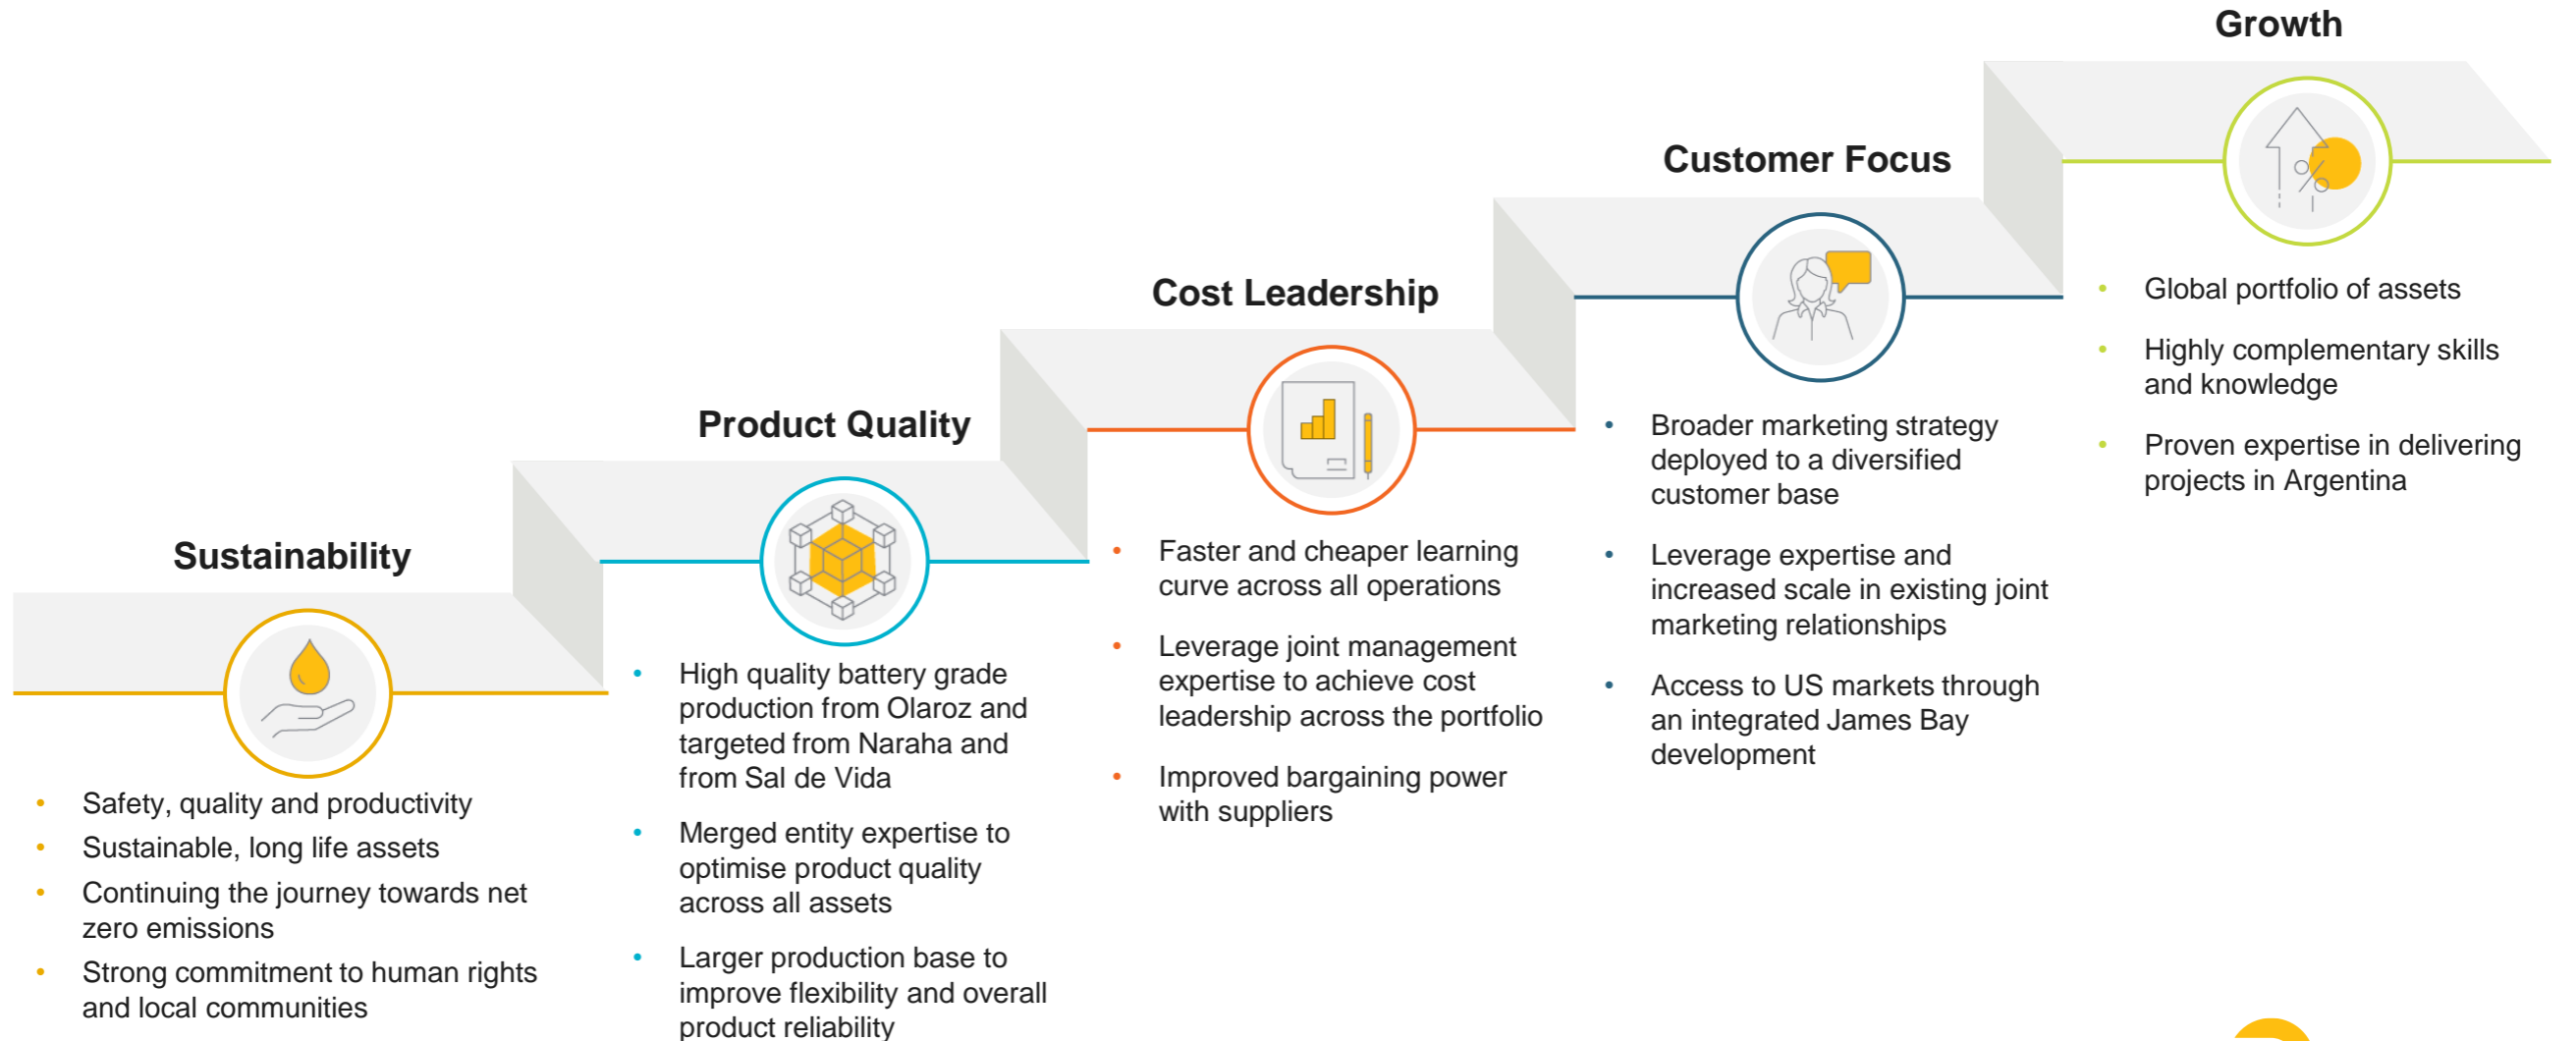 Sustainability
• Safety, quality and productivity
• Sustainable, long life assets
• Continuing the journey towards net
zero emissions
• Strong commitment to human rights
and local communities
Product Quality
• High quality battery grade
production from Olaroz and
targeted from Naraha and
from Sal de Vida
• Merged entity expertise to
optimise product quality
across all assets
• Larger production base to
improve flexibility and overall
product reliability
Cost Leadership
• Faster and cheaper learning
curve across all operations
• Leverage joint management
expertise to achieve cost
leadership across the portfolio
• Improved bargaining power
with suppliers
Customer Focus
• Broader marketing strategy
deployed to a diversified
customer base
• Leverage expertise and
increased scale in existing joint
marketing relationships
• Access to US markets through
an integrated James Bay
development
Growth
• Global portfolio of assets
• Highly complementary skills
and knowledge
• Proven expertise in delivering
projects in Argentina